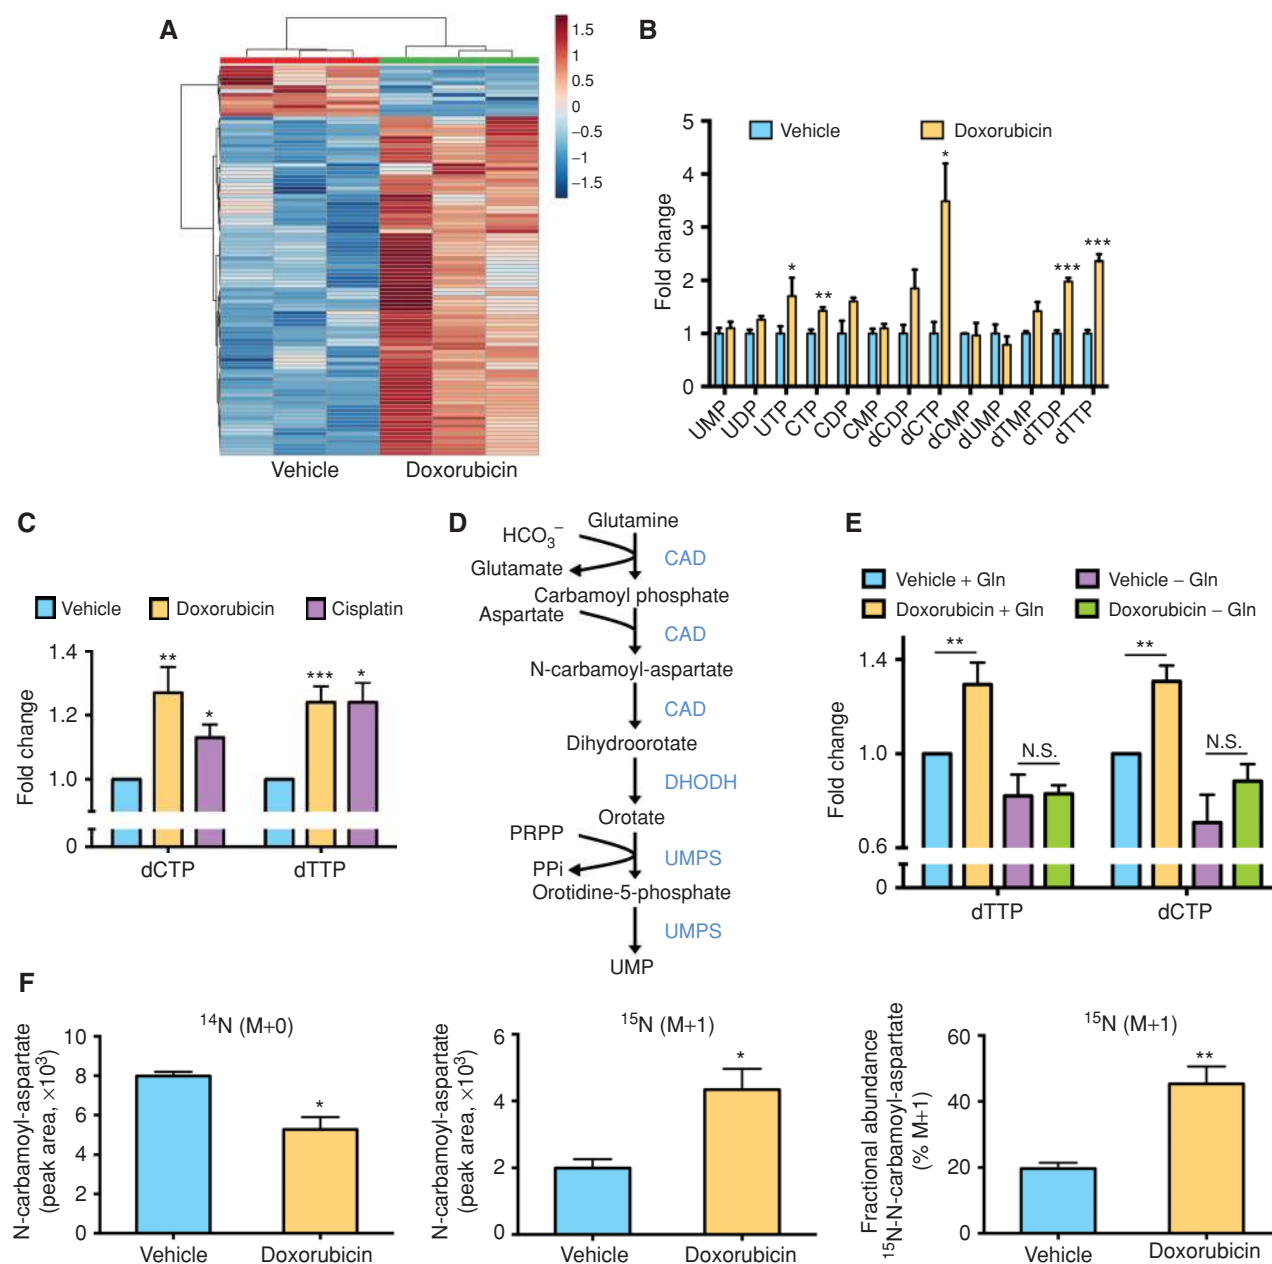 A
1.5
1
0.5
0
−0.5
−1
−1.5
Vehicle
Doxorubicin
B
Vehicle
Doxorubicin
Fold change
5
4
3
2
1
0
*
**
*
***
***
UMP
UDP
UTP
CTP
CDP
CMP
dCDP
dCTP
dCMP
dUMP
dTMP
dTDP
dTTP
C
Vehicle
Doxorubicin
Cisplatin
Fold change
1.4
1.2
1.0
0
**
*
***
*
dCTP
dTTP
D
Glutamine
HCO₃⁻
CAD
Glutamate
Carbamoyl phosphate
Aspartate
CAD
N-carbamoyl-aspartate
CAD
Dihydroorotate
DHODH
Orotate
PRPP
UMPS
PPi
Orotidine-5-phosphate
UMPS
UMP
E
Vehicle + Gln
Vehicle − Gln
Doxorubicin + Gln
Doxorubicin − Gln
Fold change
1.4
1.0
0.6
0
**
N.S.
**
N.S.
dTTP
dCTP
F
¹⁴N (M+0)
N-carbamoyl-aspartate
(peak area, ×10³)
10
8
6
4
2
0
*
Vehicle
Doxorubicin
¹⁵N (M+1)
N-carbamoyl-aspartate
(peak area, ×10³)
6
4
2
0
*
Vehicle
Doxorubicin
¹⁵N (M+1)
Fractional abundance
¹⁵N-N-carbamoyl-aspartate
(% M+1)
60
40
20
0
**
Vehicle
Doxorubicin